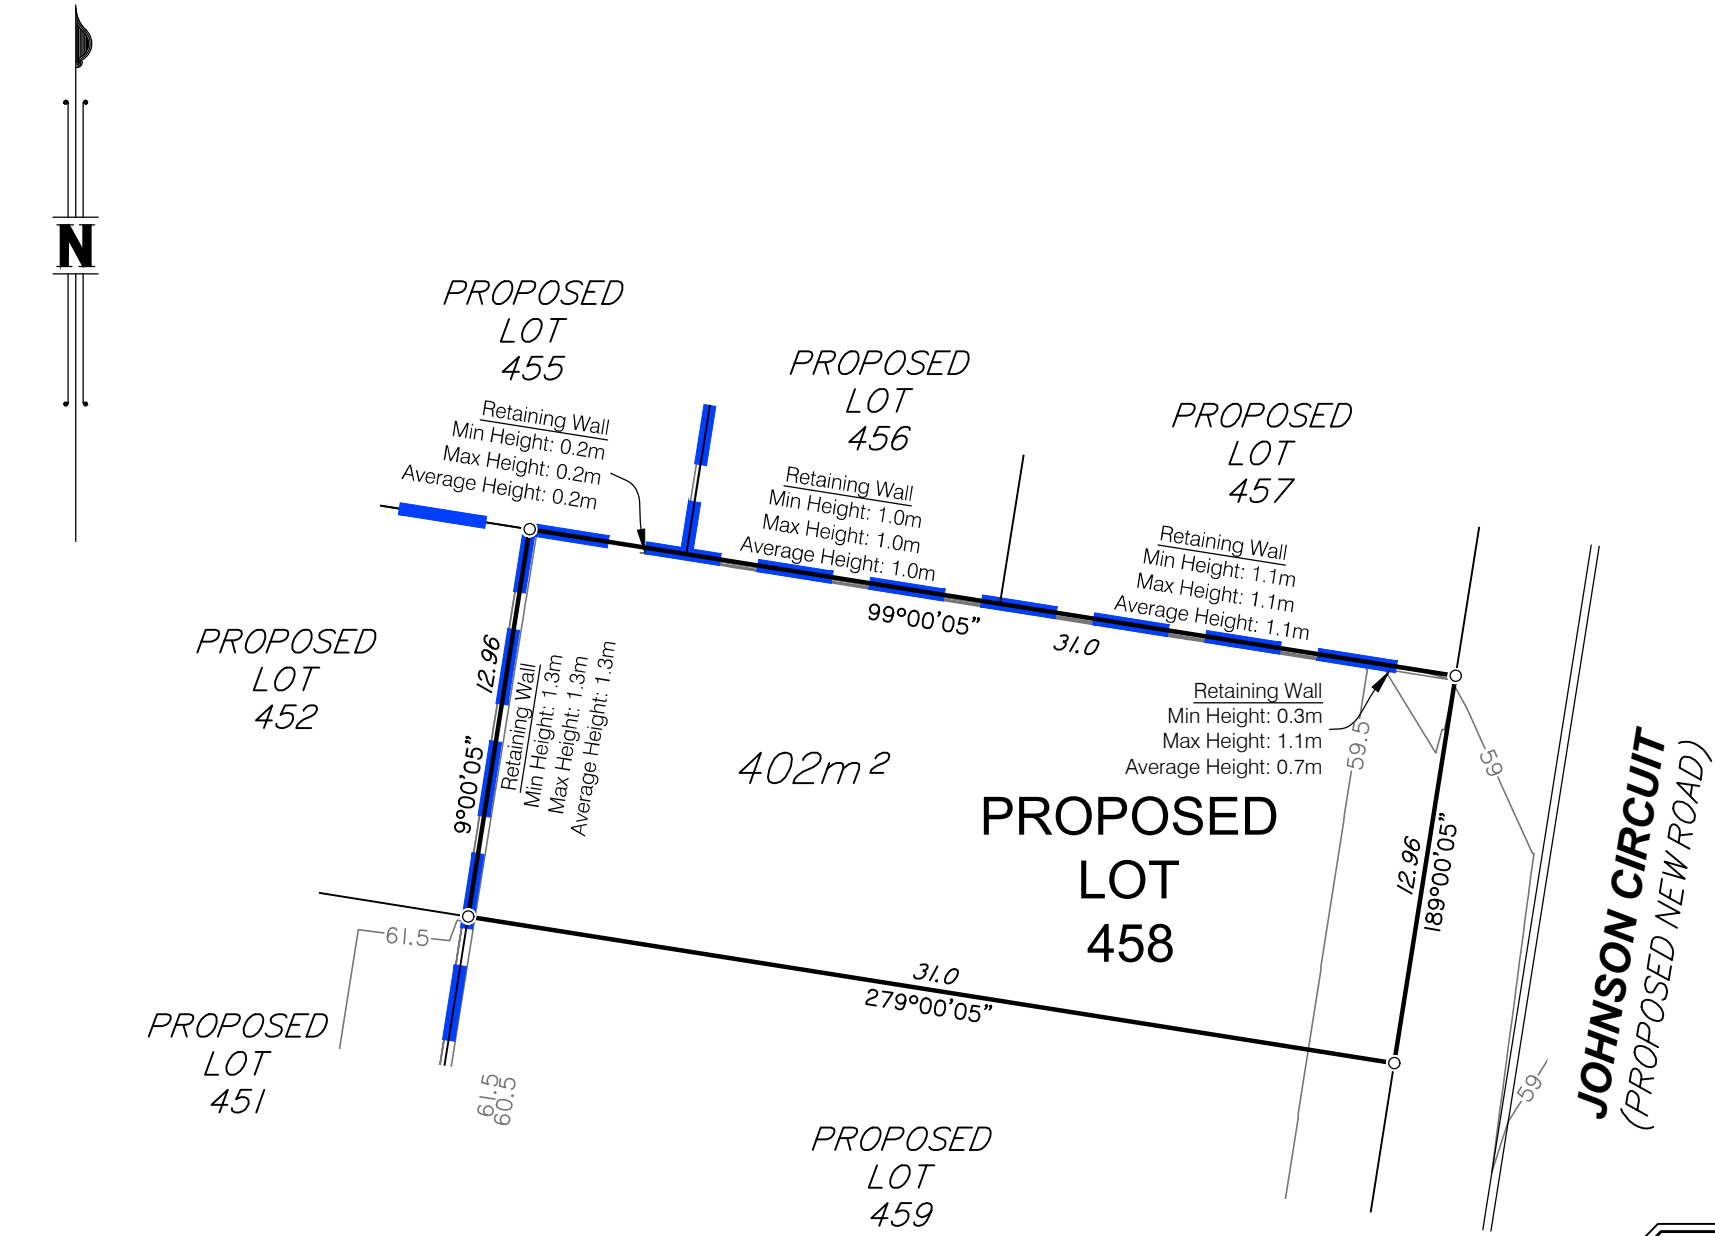 N
PROPOSED
LOT
455
Retaining Wall
Min Height: 0.2m
Max Height: 0.2m
Average Height: 0.2m
PROPOSED
LOT
456
Retaining Wall
Min Height: 1.0m
Max Height: 1.0m
Average Height: 1.0m
PROPOSED
LOT
457
Retaining Wall
Min Height: 1.1m
Max Height: 1.1m
Average Height: 1.1m
99°00'05"
31.0
PROPOSED
LOT
452
12.96
9°00'05"
Retaining Wall
Min Height: 1.3m
Max Height: 1.3m
Average Height: 1.3m
402m²
Retaining Wall
Min Height: 0.3m
Max Height: 1.1m
Average Height: 0.7m
59.5
59
PROPOSED
LOT
458
12.96
189°00'05"
JOHNSON CIRCUIT
(PROPOSED NEW ROAD)
61.5
31.0
279°00'05"
PROPOSED
LOT
451
61.5
60.5
59
PROPOSED
LOT
459